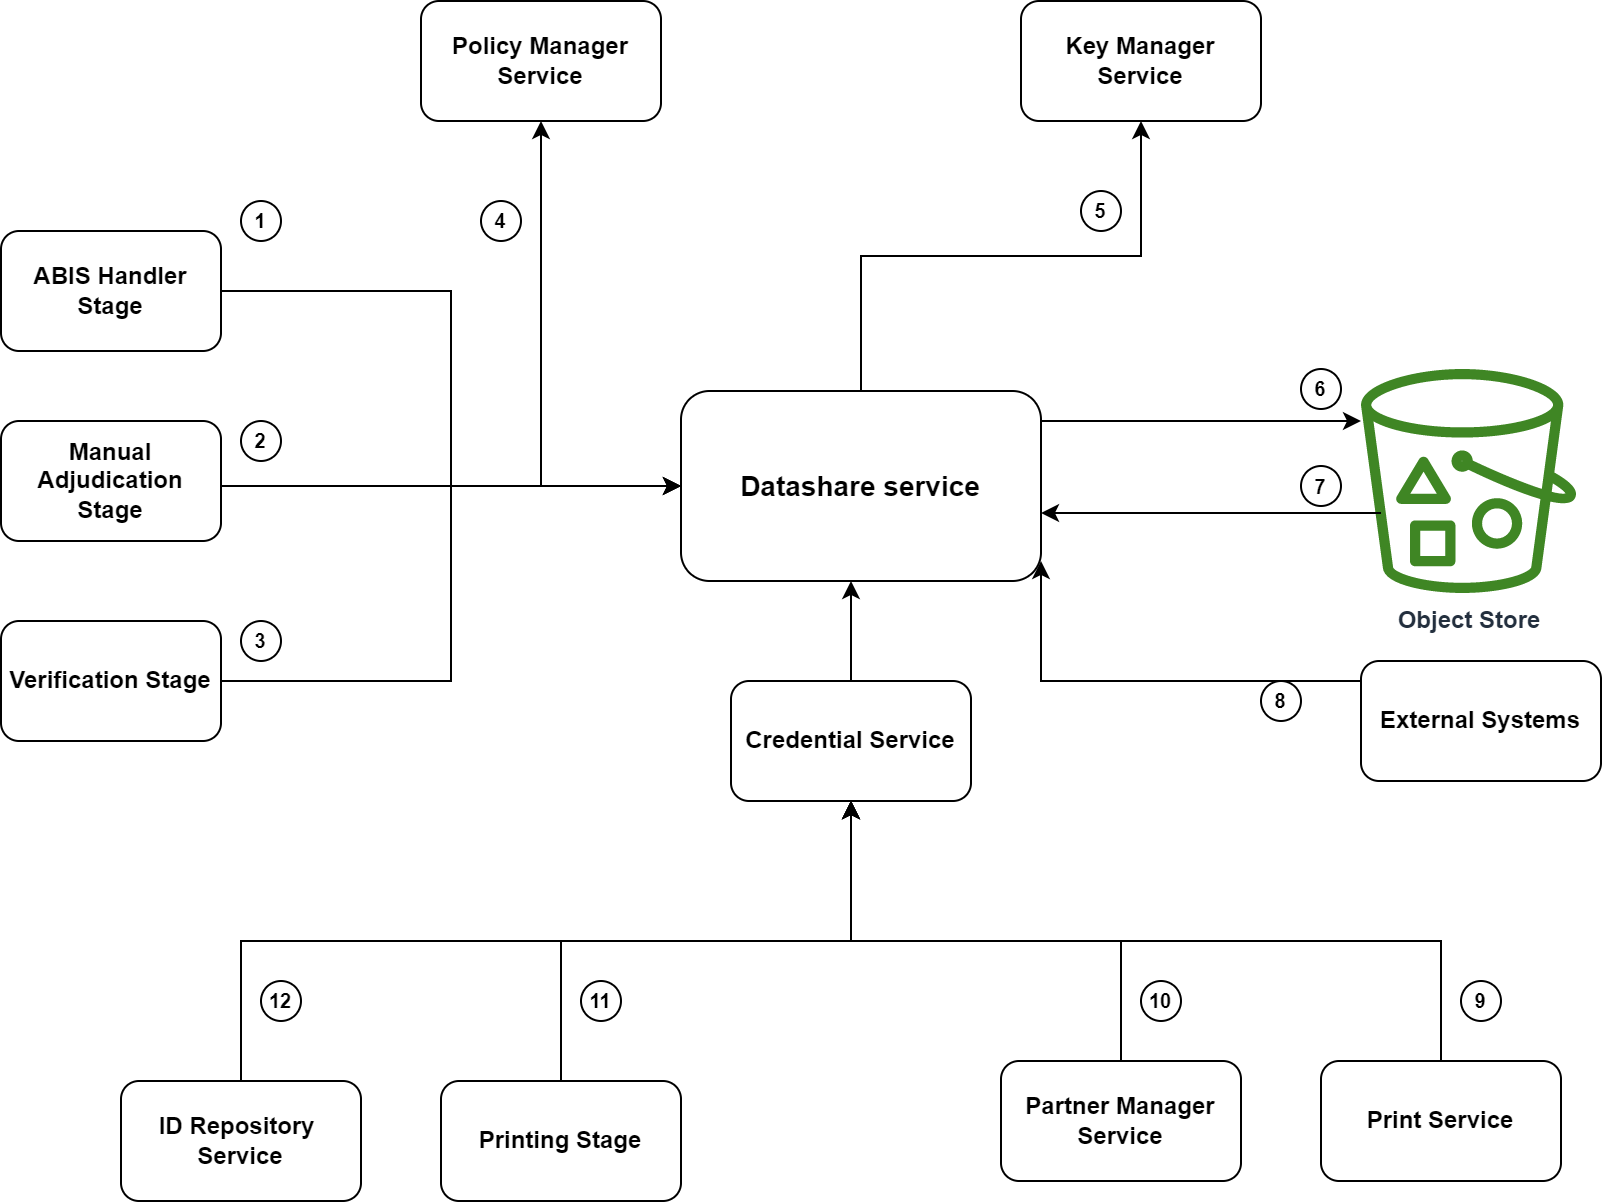 Policy Manager
Service
Key Manager
Service
1
4
5
ABIS Handler
Stage
6
2
Manual
Adjudication
Stage
Datashare service
7
Object Store
3
Verification Stage
8
External Systems
Credential Service
12
11
10
9
ID Repository
Service
Printing Stage
Partner Manager
Service
Print Service